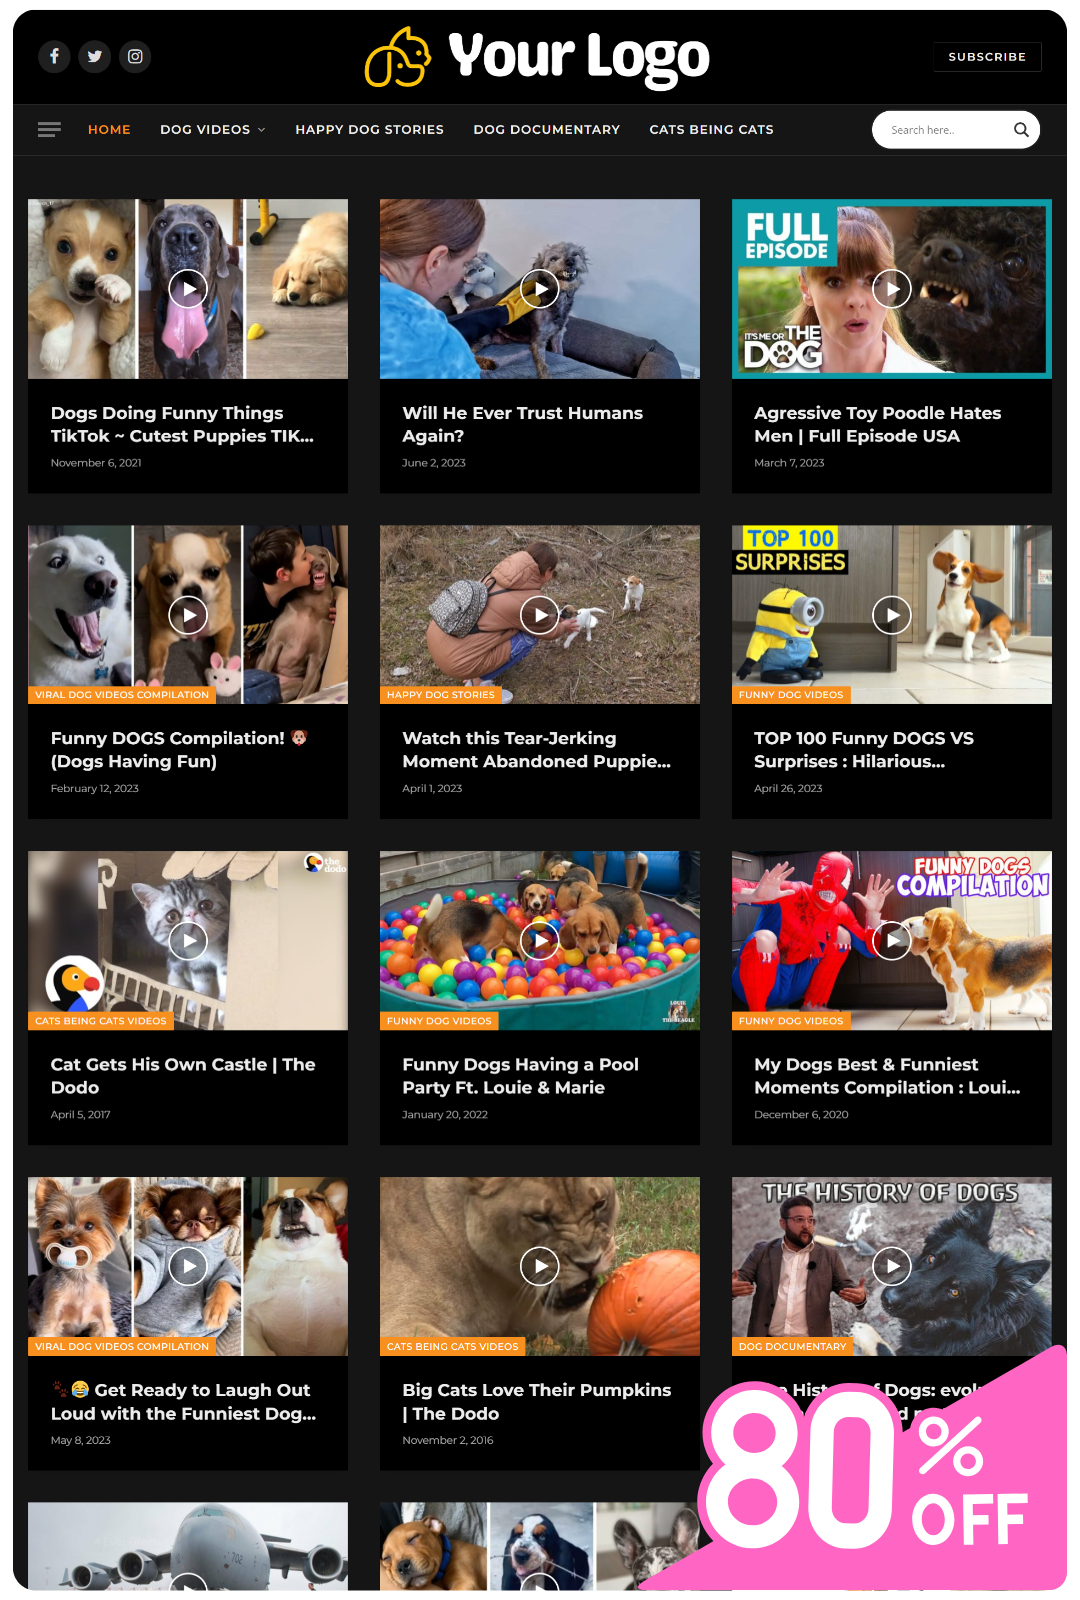 Your Logo
SUBSCRIBE
HOME
DOG VIDEOS
HAPPY DOG STORIES
DOG DOCUMENTARY
CATS BEING CATS
Search here..
FULL
EPISODE
IT'S ME OR THE
DOG
Dogs Doing Funny Things
TikTok ~ Cutest Puppies TIK...
November 6, 2021
Will He Ever Trust Humans
Again?
June 2, 2023
Agressive Toy Poodle Hates
Men | Full Episode USA
March 7, 2023
VIRAL DOG VIDEOS COMPILATION
HAPPY DOG STORIES
TOP 100
SURPRISES
FUNNY DOG VIDEOS
Funny DOGS Compilation! 🐶
(Dogs Having Fun)
February 12, 2023
Watch this Tear-Jerking
Moment Abandoned Puppie...
April 1, 2023
TOP 100 Funny DOGS VS
Surprises : Hilarious...
April 26, 2023
the
dodo
CATS BEING CATS VIDEOS
LOUIE
THE BEAGLE
FUNNY DOG VIDEOS
FUNNY DOGS
COMPILATION
FUNNY DOG VIDEOS
Cat Gets His Own Castle | The
Dodo
April 5, 2017
Funny Dogs Having a Pool
Party Ft. Louie & Marie
January 20, 2022
My Dogs Best & Funniest
Moments Compilation : Loui...
December 6, 2020
VIRAL DOG VIDEOS COMPILATION
CATS BEING CATS VIDEOS
THE HISTORY OF DOGS
DOG DOCUMENTARY
🐾😂 Get Ready to Laugh Out
Loud with the Funniest Dog...
May 8, 2023
Big Cats Love Their Pumpkins
| The Dodo
November 2, 2016
Dogs:
702
80%
OFF